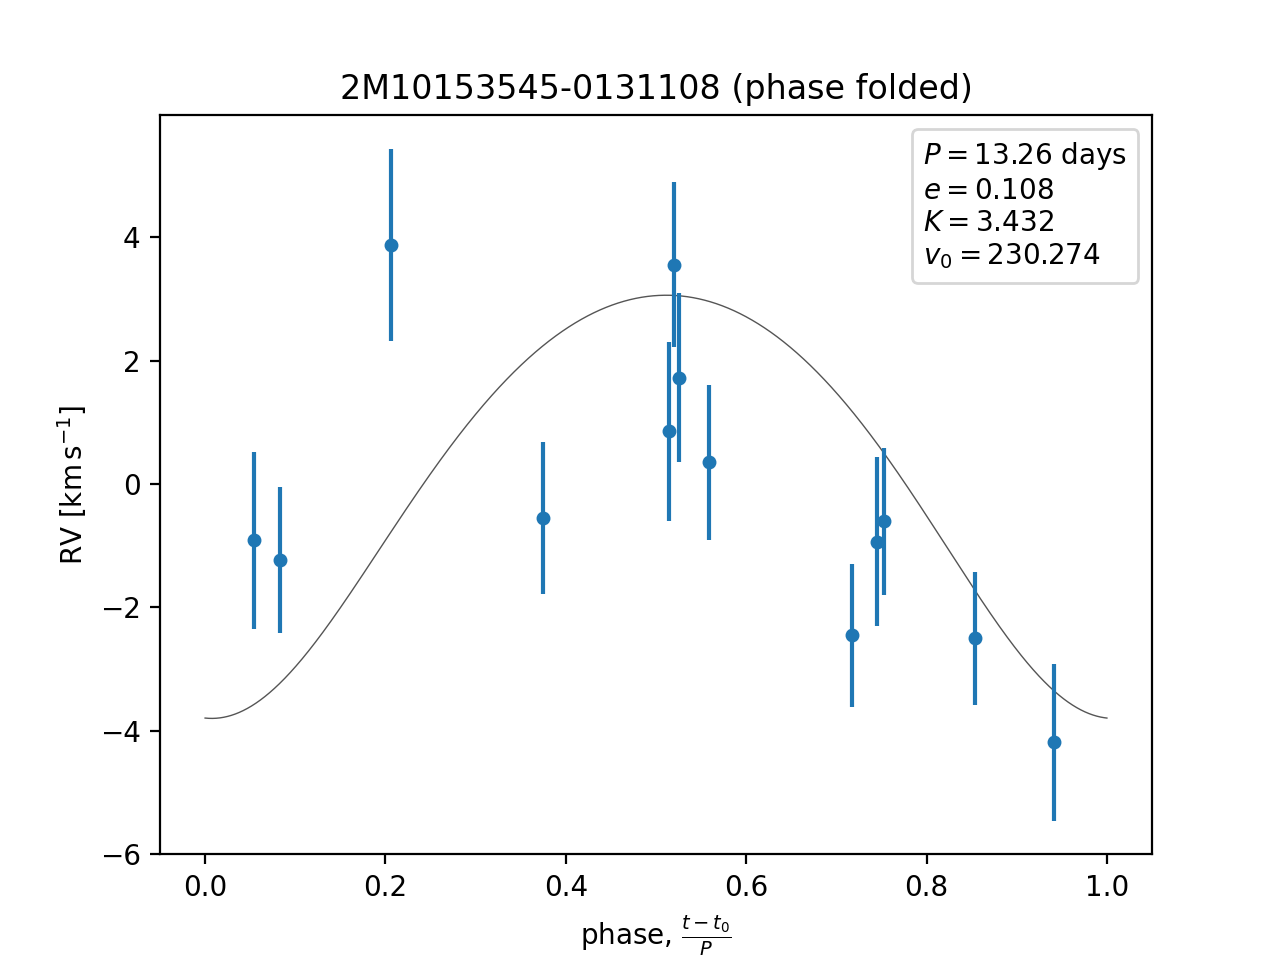 2M10153545-0131108 (phase folded)
P = 13.26 days
e = 0.108
K = 3.432
v₀ = 230.274
4
2
0
−2
−4
−6
RV [km s⁻¹]
0.0 0.2 0.4 0.6 0.8 1.0
phase, (t − t₀)/P